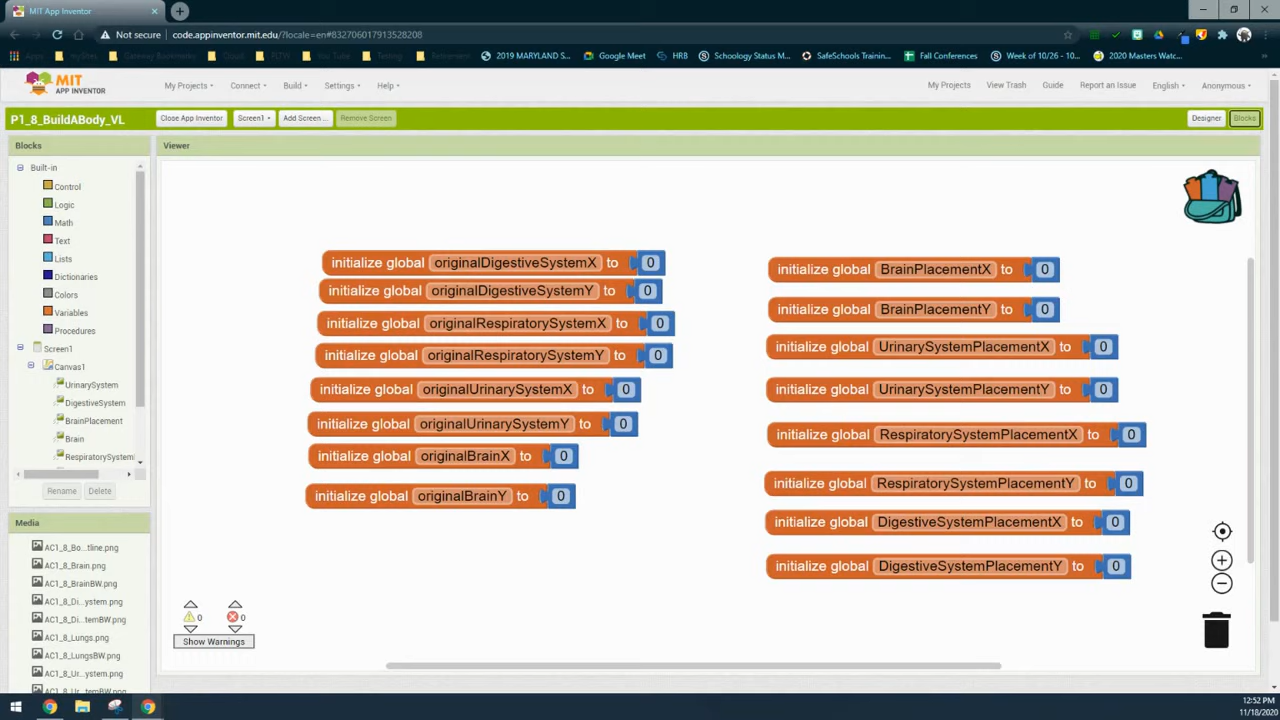 MIT App Inventor
Not secure code.appinventor.mit.edu/?locale=en#832706017913528208
Apps
2019 MARYLAND S... Google Meet HRB Schoology Status M... SafeSchools Training... Fall Conferences Week of 10/26 - 10... 2020 Masters Watc...
MIT
APP INVENTOR
My Projects Connect Build Settings Help My Projects View Trash Guide Report an Issue English Anonymous
P1_8_BuildABody_VL Close App Inventor Screen1 Add Screen ... Remove Screen Designer Blocks
Blocks Viewer
Built-in
Control
Logic
Math
Text
Lists
Dictionaries
Colors
Variables
Procedures
Screen1
Canvas1
UrinarySystem
DigestiveSystem
BrainPlacement
Brain
RespiratorySystem
Rename Delete
Media
AC1_8_Bo...tline.png
AC1_8_Brain.png
AC1_8_BrainBW.png
AC1_8_Di...ystem.png
AC1_8_Di...temBW.png
AC1_8_Lungs.png
AC1_8_LungsBW.png
AC1_8_Ur...ystem.png
AC1_8_Ur...temBW.png
initialize global originalDigestiveSystemX to 0
initialize global originalDigestiveSystemY to 0
initialize global originalRespiratorySystemX to 0
initialize global originalRespiratorySystemY to 0
initialize global originalUrinarySystemX to 0
initialize global originalUrinarySystemY to 0
initialize global originalBrainX to 0
initialize global originalBrainY to 0
initialize global BrainPlacementX to 0
initialize global BrainPlacementY to 0
initialize global UrinarySystemPlacementX to 0
initialize global UrinarySystemPlacementY to 0
initialize global RespiratorySystemPlacementX to 0
initialize global RespiratorySystemPlacementY to 0
initialize global DigestiveSystemPlacementX to 0
initialize global DigestiveSystemPlacementY to 0
0 0
Show Warnings
12:52 PM
11/18/2020